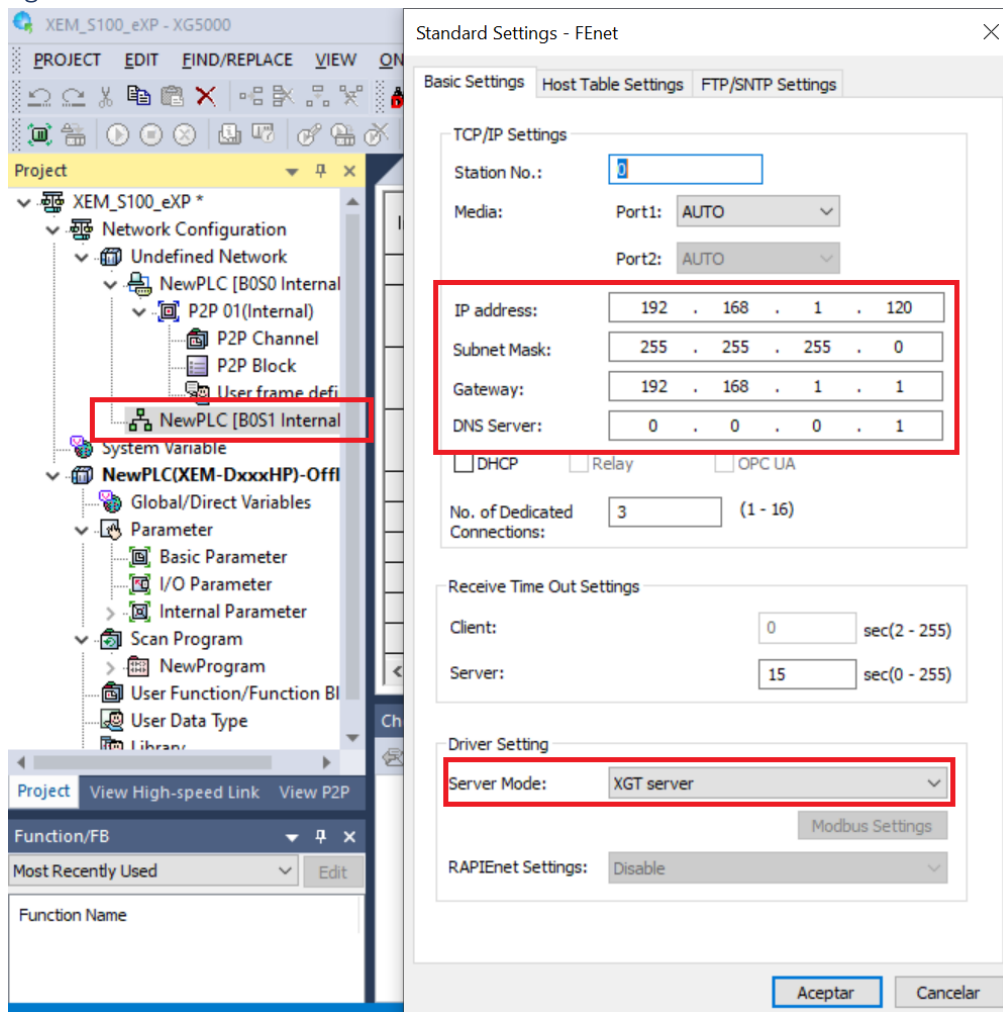 XEM_S100_eXP - XG5000
PROJECT EDIT FIND/REPLACE VIEW ON
Project
XEM_S100_eXP *
Network Configuration
Undefined Network
NewPLC [B0S0 Internal
P2P 01(Internal)
P2P Channel
P2P Block
User frame defi
NewPLC [B0S1 Internal
System Variable
NewPLC(XEM-DxxxHP)-Offl
Global/Direct Variables
Parameter
Basic Parameter
I/O Parameter
Internal Parameter
Scan Program
NewProgram
User Function/Function Bl
User Data Type
Library
Project View High-speed Link View P2P
Function/FB
Most Recently Used Edit
Function Name
Ch
Standard Settings - FEnet
Basic Settings Host Table Settings FTP/SNTP Settings
TCP/IP Settings
Station No.: 0
Media: Port1: AUTO
Port2: AUTO
IP address: 192 . 168 . 1 . 120
Subnet Mask: 255 . 255 . 255 . 0
Gateway: 192 . 168 . 1 . 1
DNS Server: 0 . 0 . 0 . 1
DHCP Relay OPC UA
No. of Dedicated 3 (1 - 16)
Connections:
Receive Time Out Settings
Client: 0 sec(2 - 255)
Server: 15 sec(0 - 255)
Driver Setting
Server Mode: XGT server
Modbus Settings
RAPIEnet Settings: Disable
Aceptar Cancelar